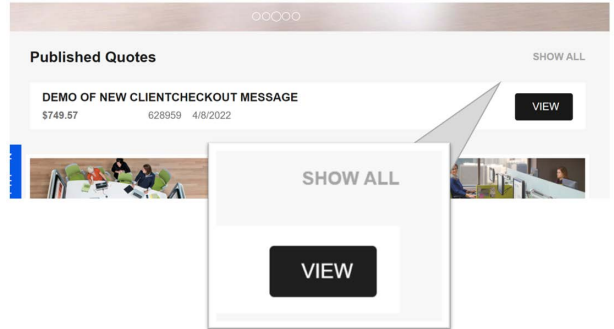 Published Quotes
SHOW ALL
DEMO OF NEW CLIENTCHECKOUT MESSAGE
$749.57 628959 4/8/2022
VIEW
SHOW ALL
VIEW